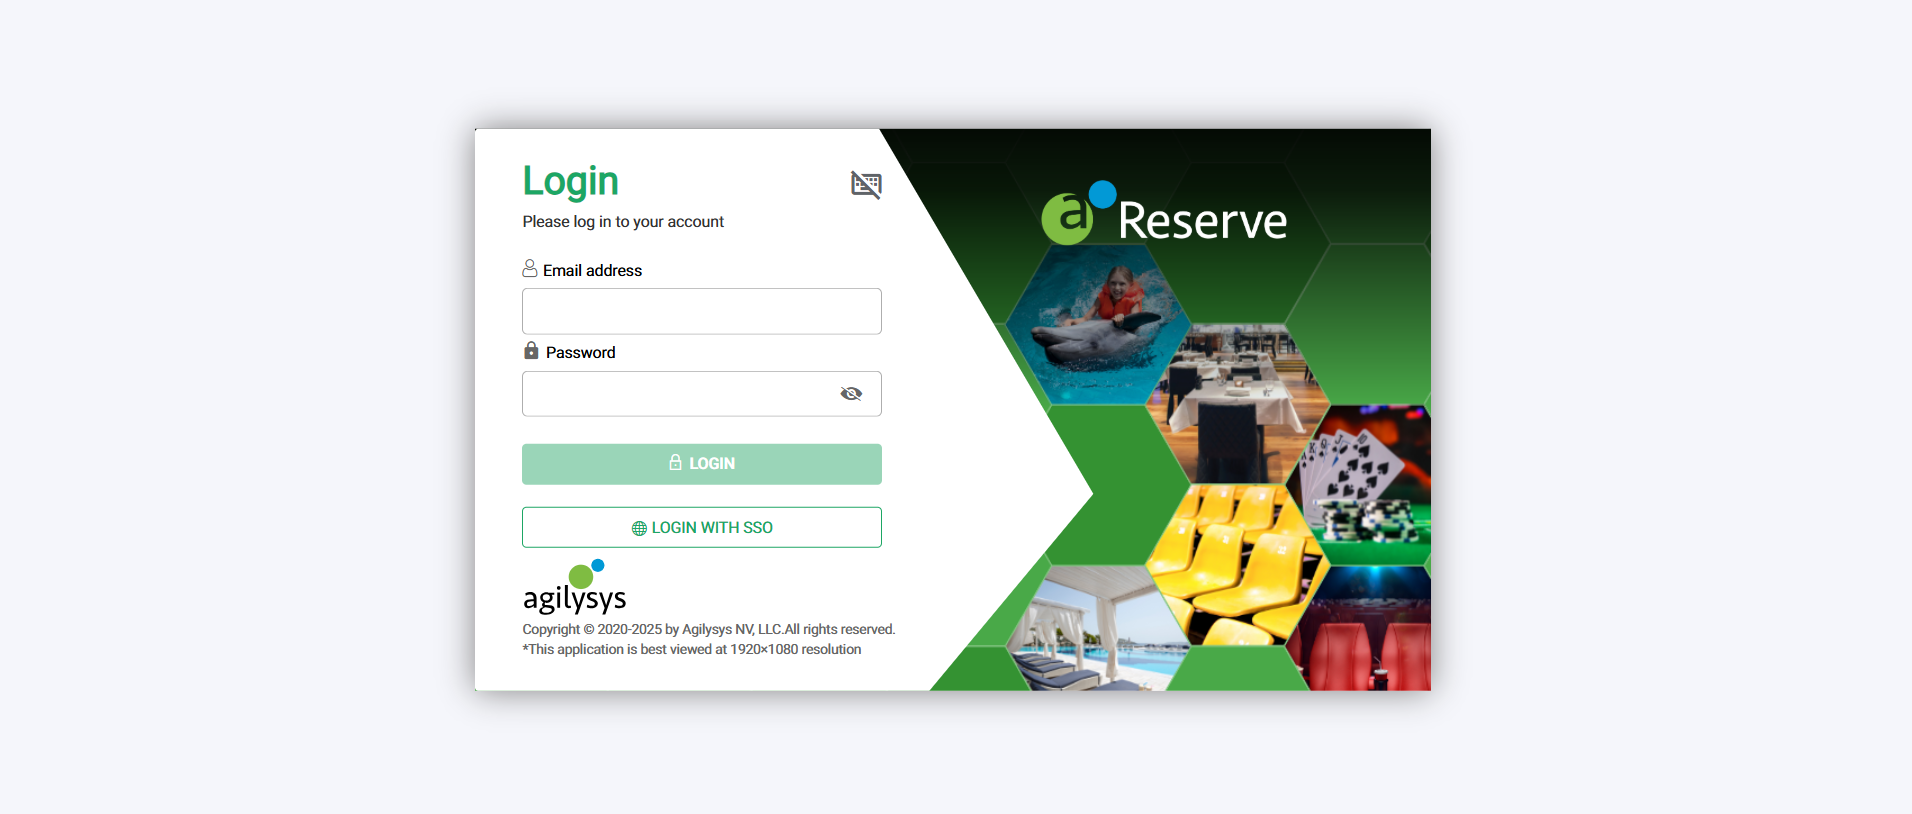 Login
Please log in to your account
Email address
Password
LOGIN
LOGIN WITH SSO
agilysys
Copyright © 2020-2025 by Agilysys NV, LLC.All rights reserved.
*This application is best viewed at 1920×1080 resolution
a Reserve